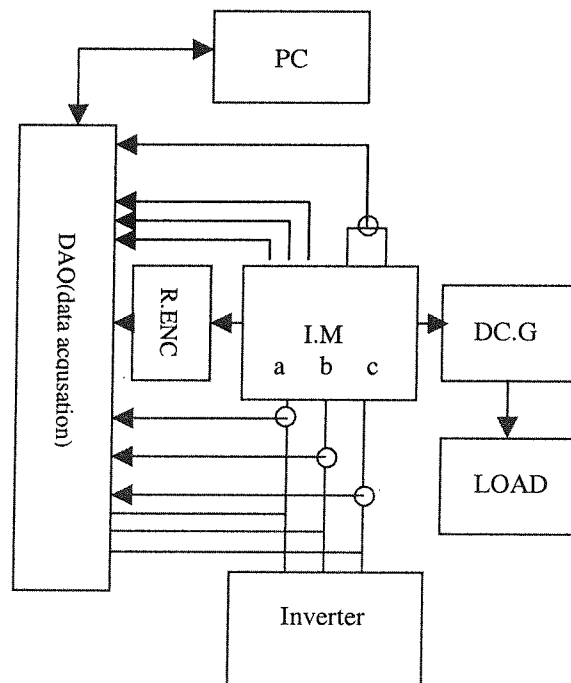 PC
DAQ(data acqusation)
R.ENC
I.M
a b c
DC.G
LOAD
Inverter